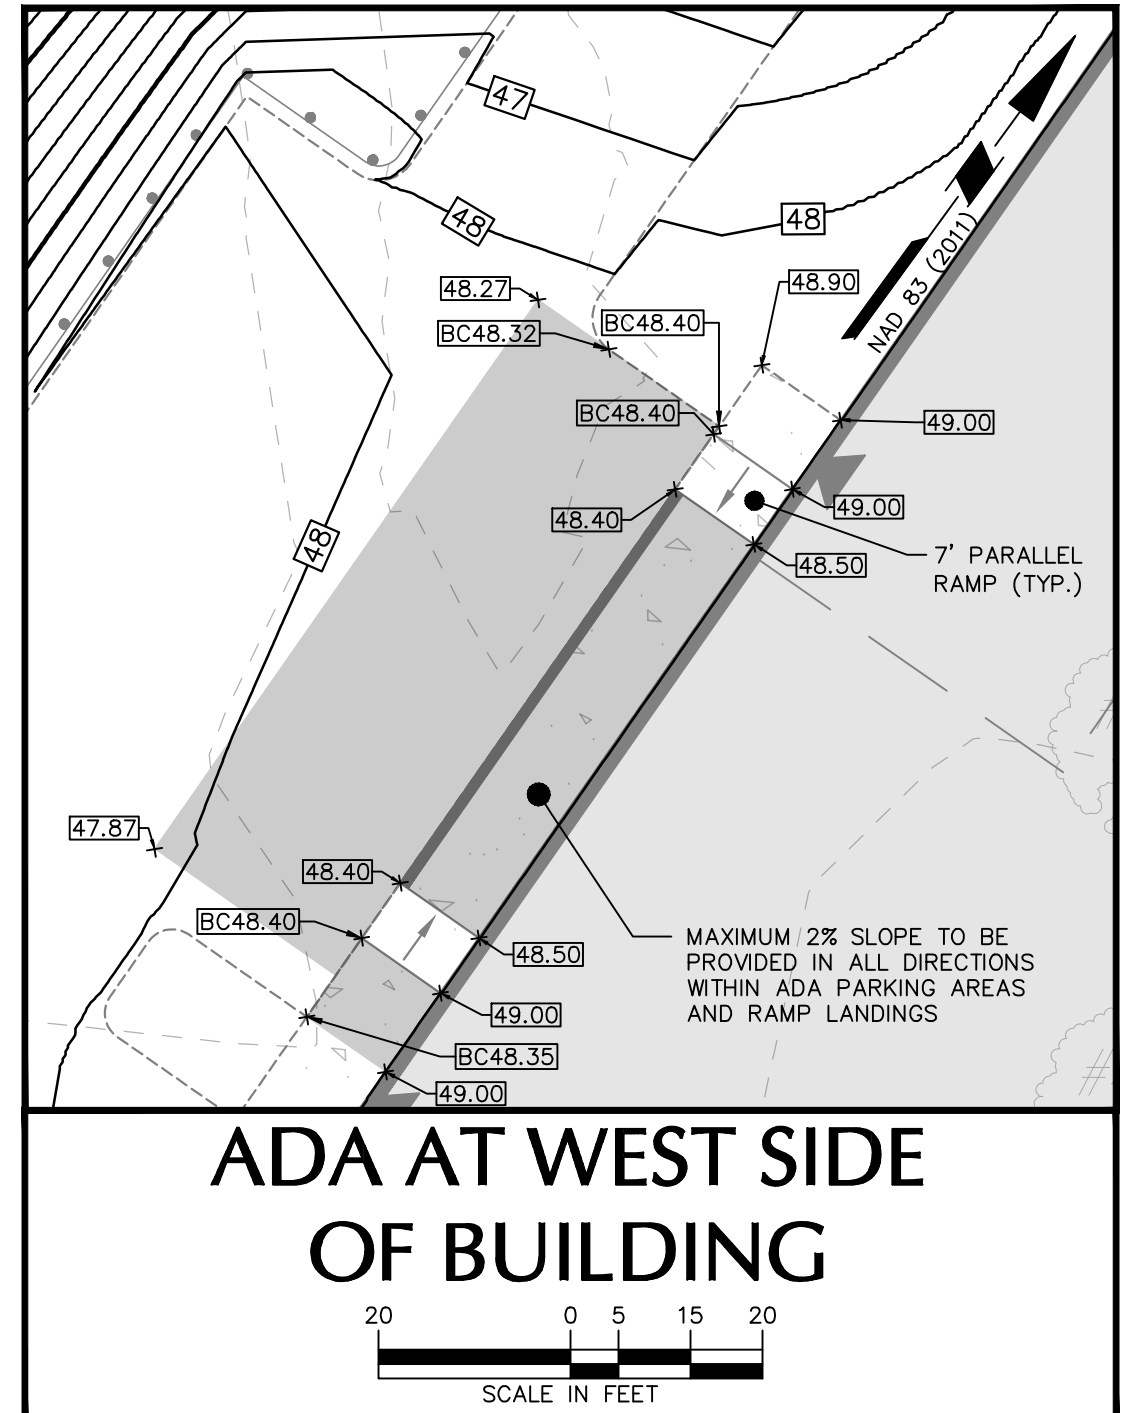 47
48
48
48.27
48.90
NAD 83 (2011)
BC48.32
BC48.40
BC48.40
49.00
49.00
48.40
48
7' PARALLEL
RAMP (TYP.)
48.50
47.87
48.40
BC48.40
MAXIMUM 2% SLOPE TO BE
PROVIDED IN ALL DIRECTIONS
WITHIN ADA PARKING AREAS
AND RAMP LANDINGS
48.50
49.00
BC48.35
49.00
ADA AT WEST SIDE
OF BUILDING
20 0 5 15 20
SCALE IN FEET